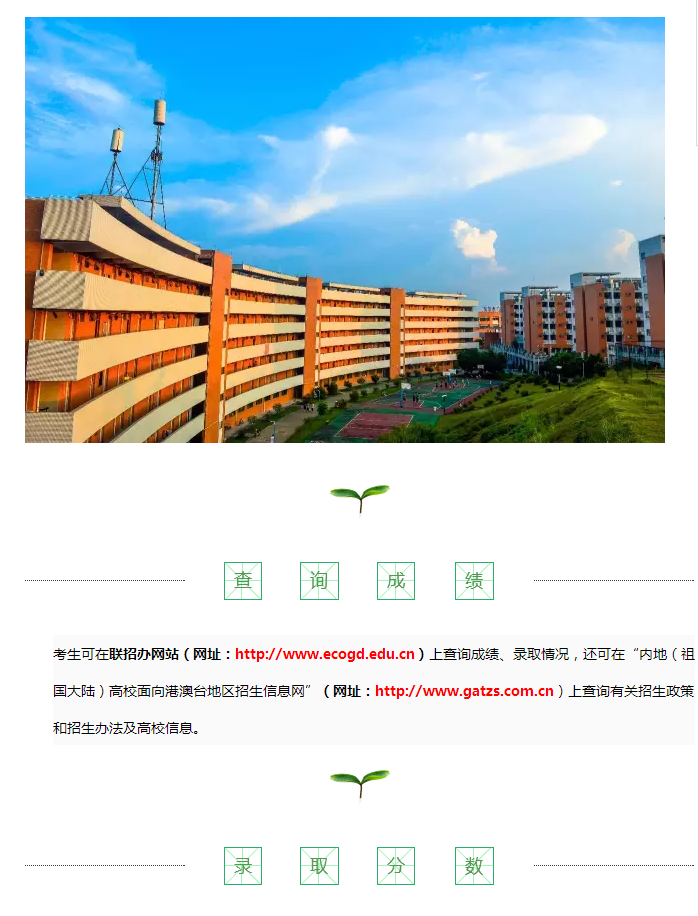 查 询 成 绩
考生可在联招办网站（网址：http://www.ecogd.edu.cn）上查询成绩、录取情况，还可在“内地（祖
国大陆）高校面向港澳台地区招生信息网”（网址：http://www.gatzs.com.cn）上查询有关招生政策
和招生办法及高校信息。
录 取 分 数